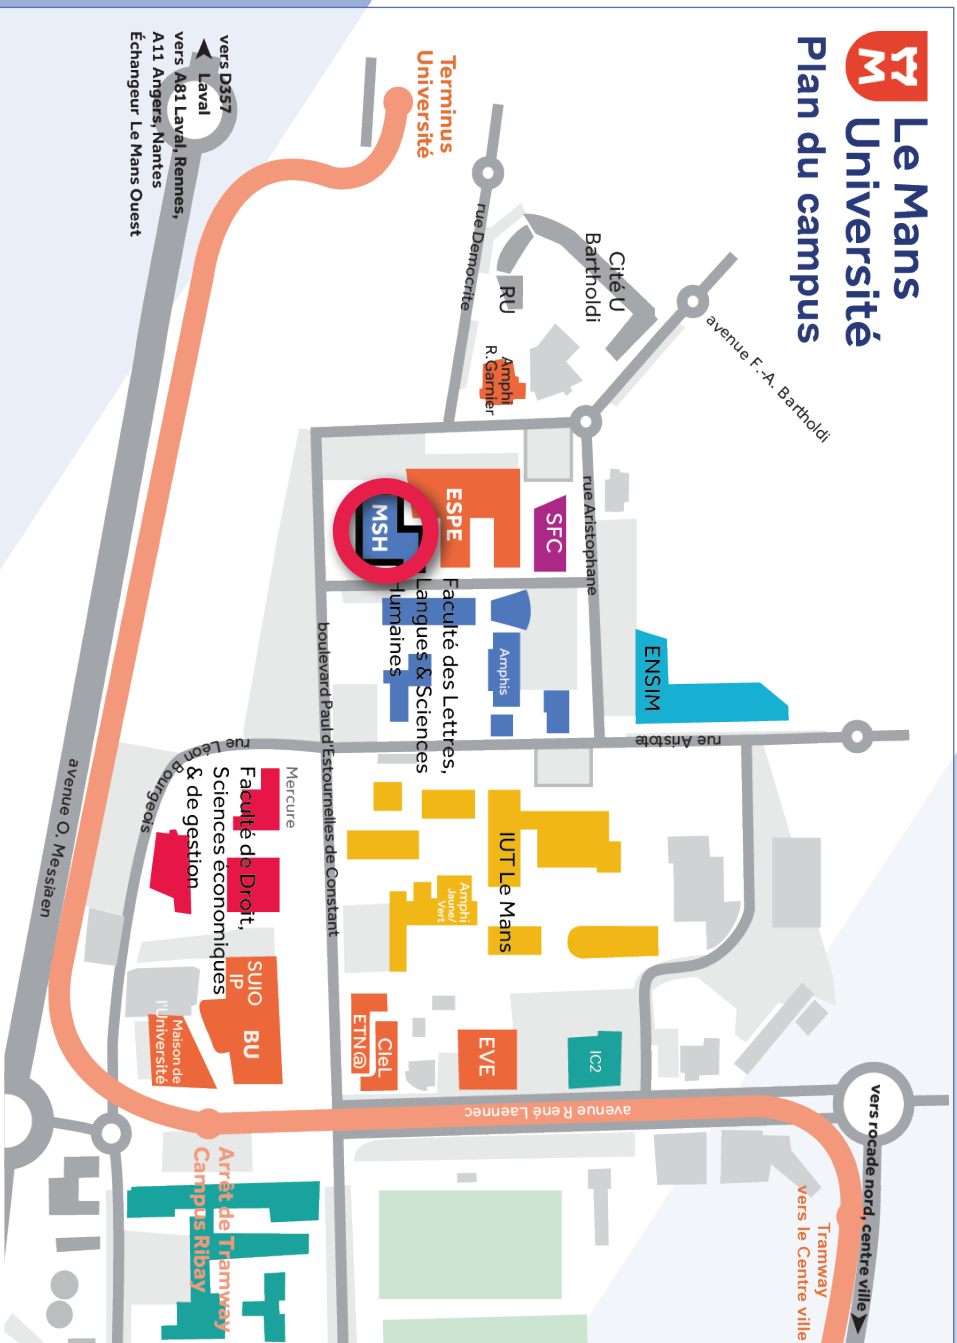 Le Mans
Université
Plan du campus
M
Terminus
Université
vers D357
Laval
vers A81 Laval, Rennes,
A11 Angers, Nantes
Échangeur Le Mans Ouest
rue Democrite
Cité U
Bartholdi
RU
avenue F.-A. Bartholdi
Amphi
R.Garnier
rue Aristophane
ESPE
SFC
MSH
Faculté des Lettres,
Langues & Sciences
Humaines
Amphis
ENSIM
rue Aristote
boulevard Paul d'Estournelles de Constant
rue Léon Bourgeois
avenue O. Messiaen
Mercure
Faculté de Droit,
Sciences économiques
& de gestion
IUT Le Mans
Amphi
Jaune/
Vert
SUIO
IP
BU
Maison de
l'Université
ETN@
CleL
EVE
IC2
avenue René Laennec
vers rocade nord, centre ville
Arrêt de Tramway
Campus Ribay
Tramway
vers le Centre ville